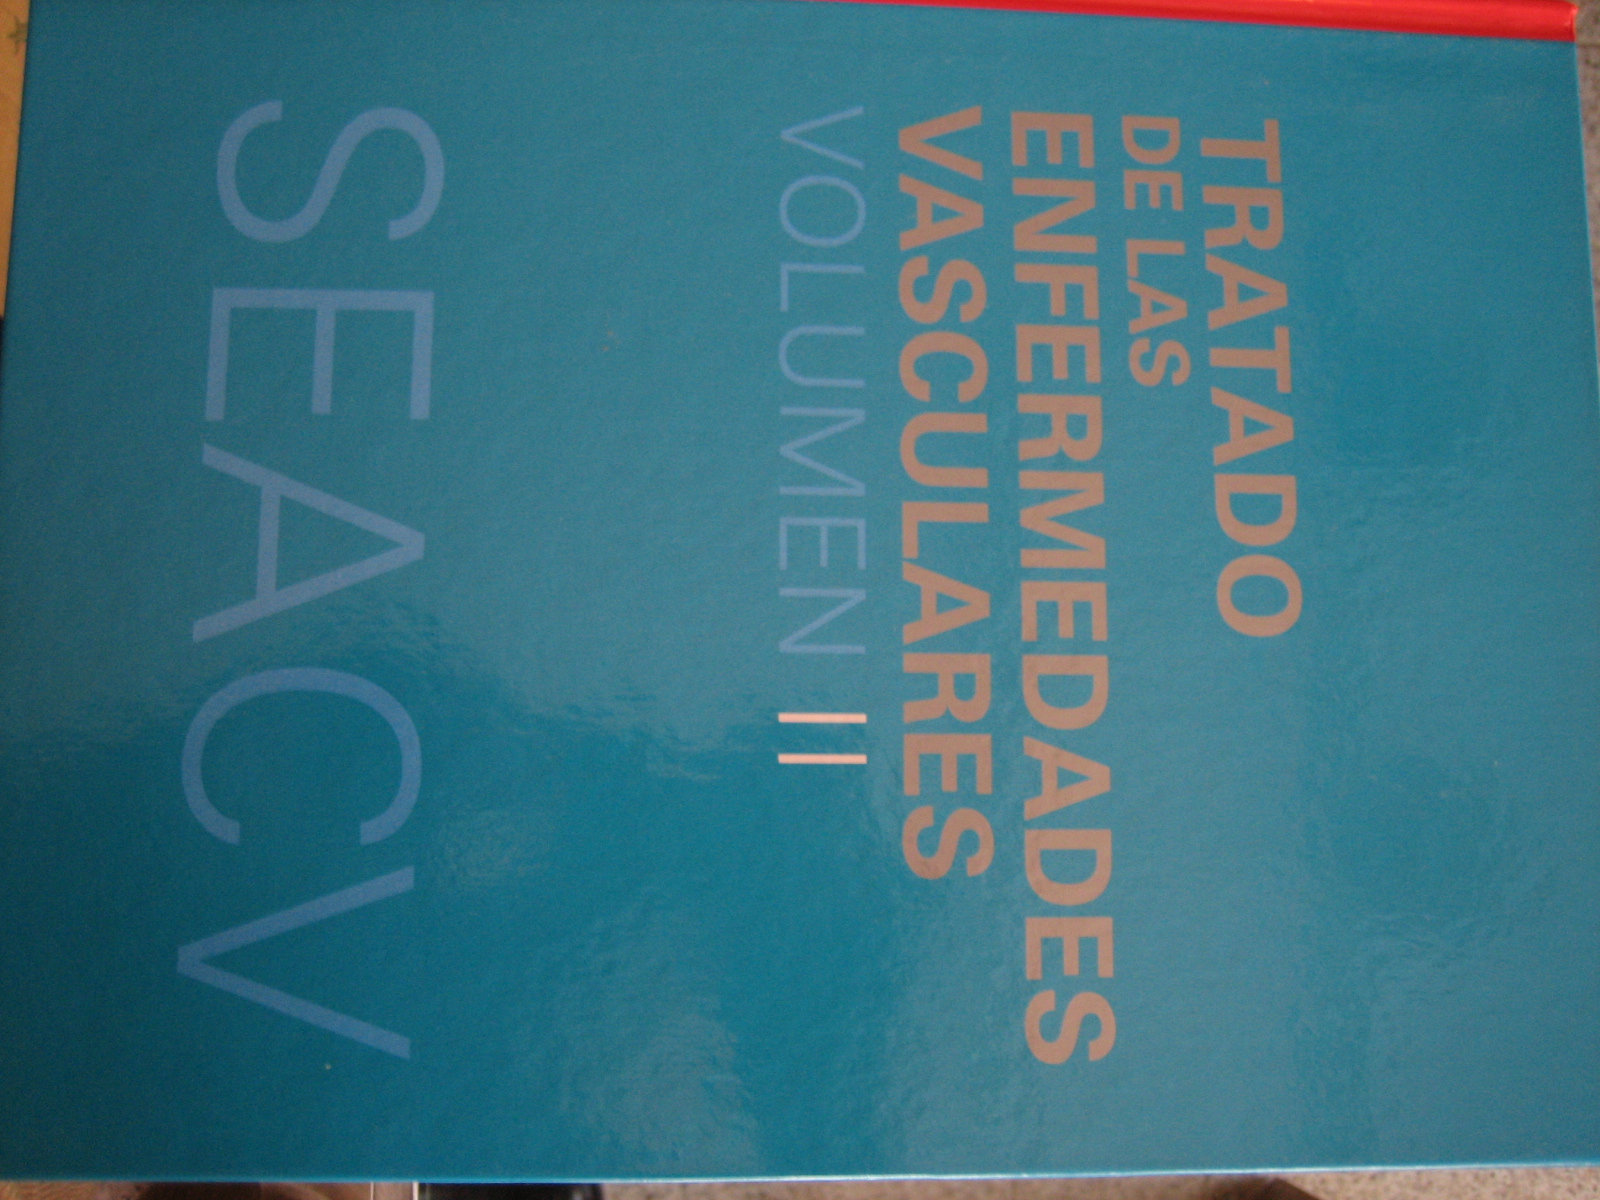 TRATADO
DE LAS
ENFERMEDADES
VASCULARES
VOLUMEN II
SEACV